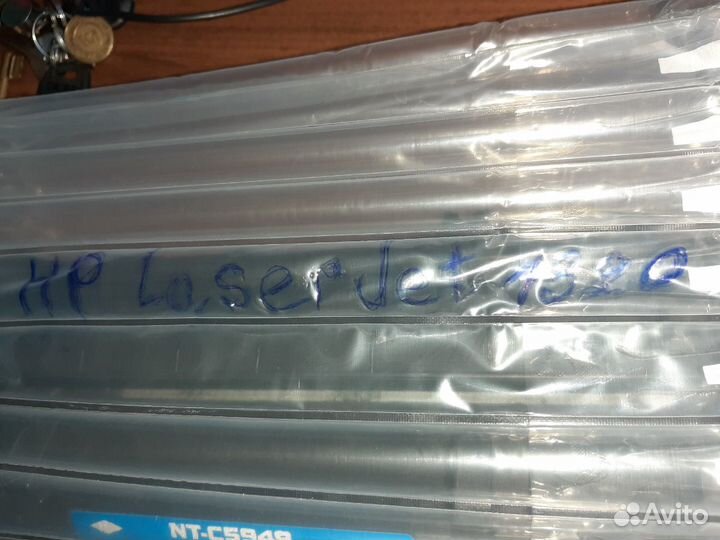 HP LaserJet 1320
NT-C5949
Avito